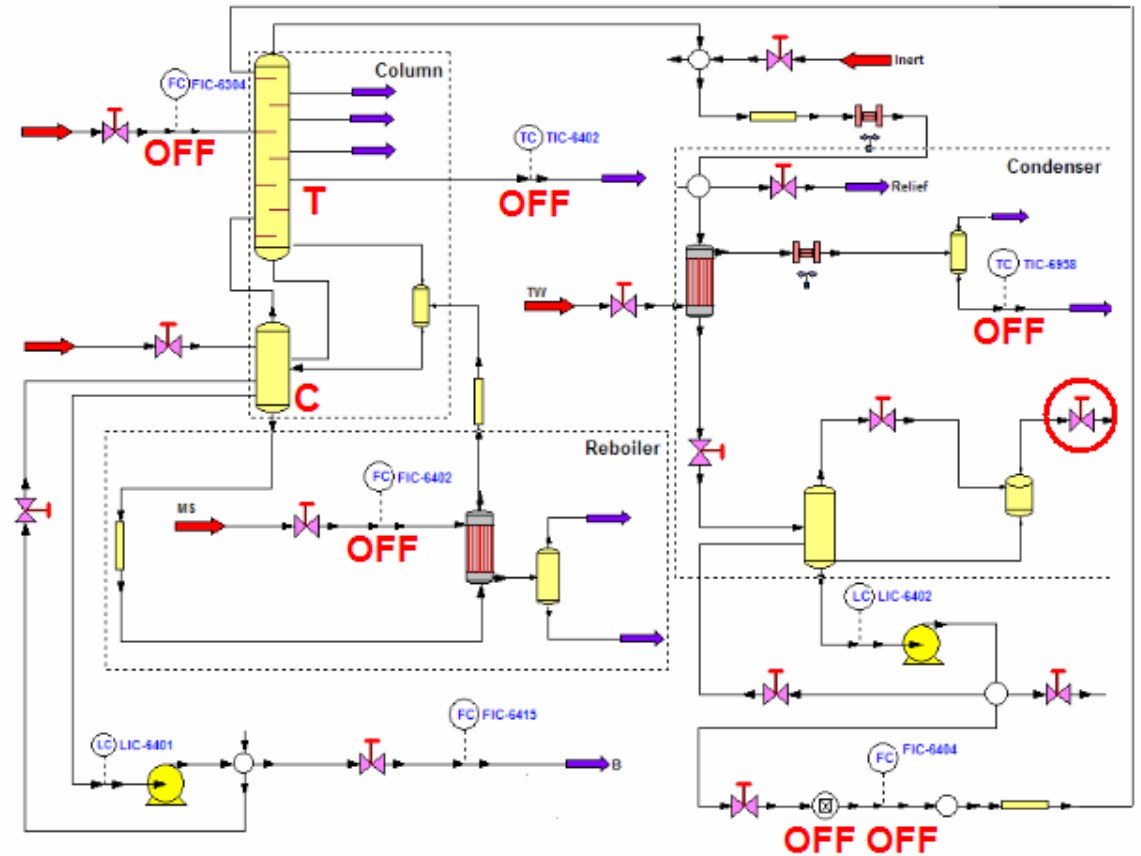 Inert
Column
FC FIC-6304
OFF
TC TIC-6402
OFF
T
Condenser
Relief
TC TIC-6958
OFF
TW
C
Reboiler
FC FIC-6402
MS
OFF
LC LIC-6402
FC FIC-6415
LC LIC-6401
B
FC FIC-6404
OFF OFF